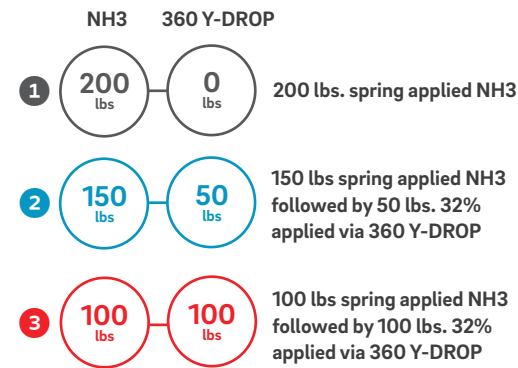 NH3 360 Y-DROP
1 200 lbs 0 lbs 200 lbs. spring applied NH3
2 150 lbs 50 lbs 150 lbs spring applied NH3
followed by 50 lbs. 32%
applied via 360 Y-DROP
3 100 lbs 100 lbs 100 lbs spring applied NH3
followed by 100 lbs. 32%
applied via 360 Y-DROP